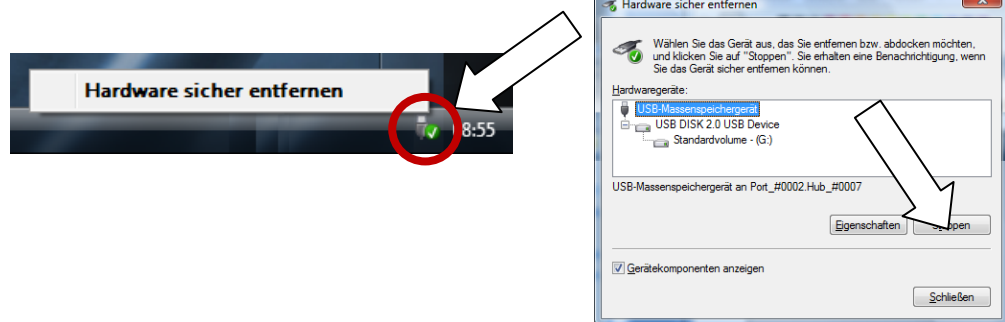 Hardware sicher entfernen
8:55
Hardware sicher entfernen
Wählen Sie das Gerät aus, das Sie entfernen bzw. abdocken möchten,
und klicken Sie auf "Stoppen". Sie erhalten eine Benachrichtigung, wenn
Sie das Gerät sicher entfernen können.
Hardwaregeräte:
USB-Massenspeichergerät
USB DISK 2.0 USB Device
Standardvolume - (G:)
USB-Massenspeichergerät an Port_#0002.Hub_#0007
Eigenschaften
Stoppen
Gerätekomponenten anzeigen
Schließen